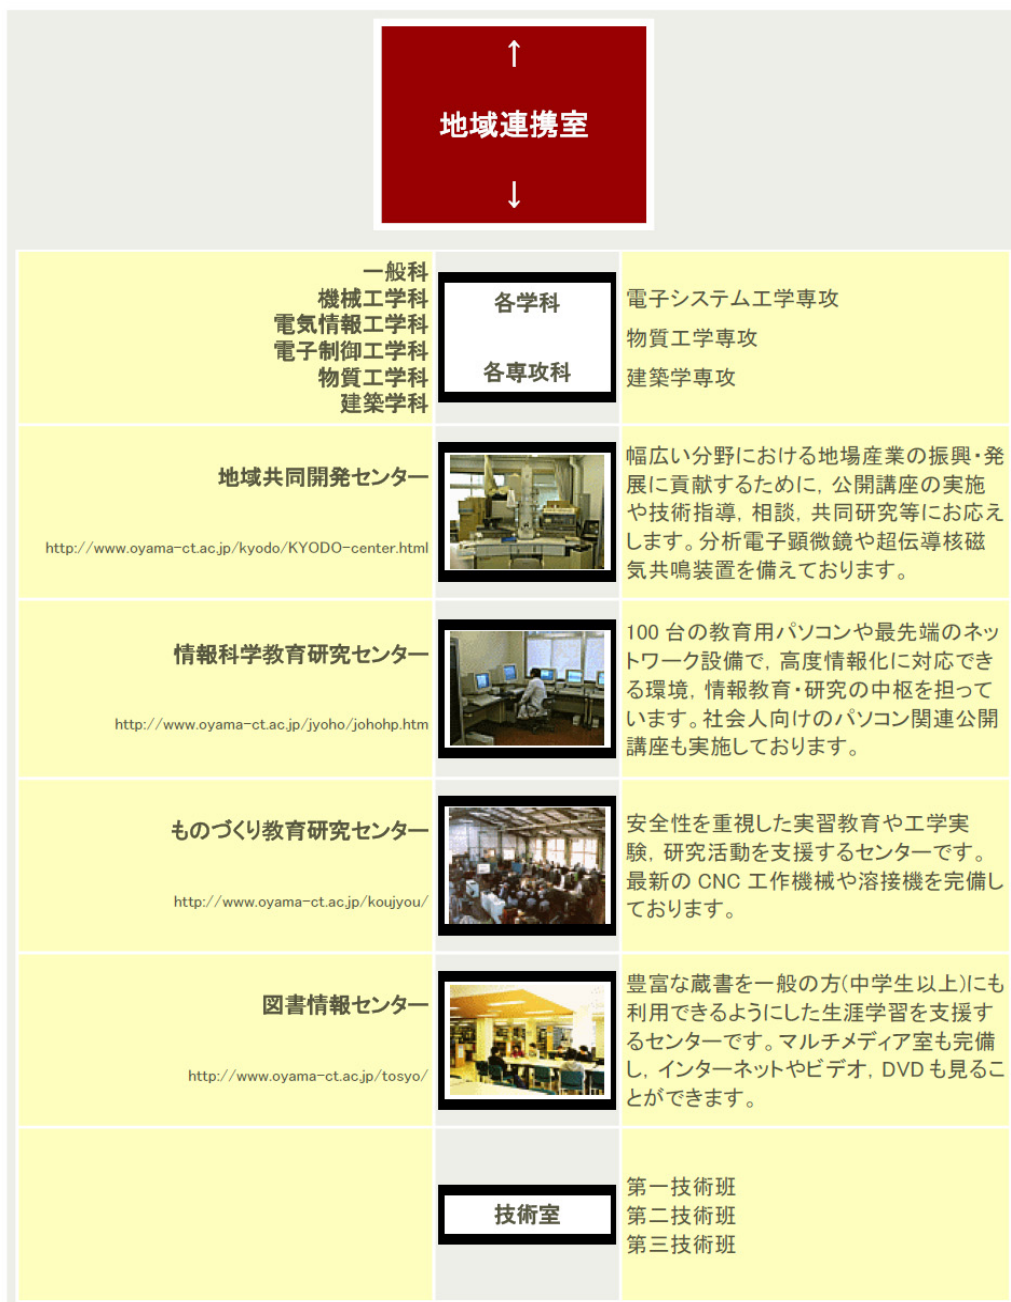 ↑
地域連携室
↓
一般科
機械工学科
電気情報工学科
電子制御工学科
物質工学科
建築学科
各学科
各専攻科
電子システム工学専攻
物質工学専攻
建築学専攻
地域共同開発センター
http://www.oyama-ct.ac.jp/kyodo/KYODO-center.html
幅広い分野における地場産業の振興・発
展に貢献するために, 公開講座の実施
や技術指導, 相談, 共同研究等にお応え
します。分析電子顕微鏡や超伝導核磁
気共鳴装置を備えております。
情報科学教育研究センター
http://www.oyama-ct.ac.jp/jyoho/johohp.htm
100 台の教育用パソコンや最先端のネッ
トワーク設備で, 高度情報化に対応でき
る環境, 情報教育・研究の中枢を担って
います。社会人向けのパソコン関連公開
講座も実施しております。
ものづくり教育研究センター
http://www.oyama-ct.ac.jp/koujyou/
安全性を重視した実習教育や工学実
験, 研究活動を支援するセンターです。
最新の CNC 工作機械や溶接機を完備し
ております。
図書情報センター
http://www.oyama-ct.ac.jp/tosyo/
豊富な蔵書を一般の方(中学生以上)にも
利用できるようにした生涯学習を支援す
るセンターです。マルチメディア室も完備
し, インターネットやビデオ, DVD も見るこ
とができます。
技術室
第一技術班
第二技術班
第三技術班